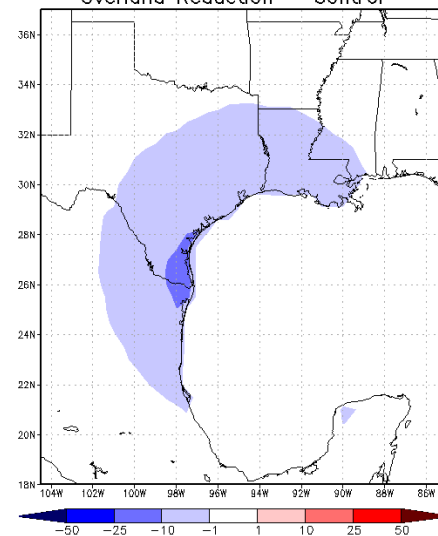 Overland Reduction - Control
36N
34N
32N
30N
28N
26N
24N
22N
20N
18N
104W 102W 100W 98W 96W 94W 92W 90W 88W 86W
-50 -25 -10 -1 1 10 25 50